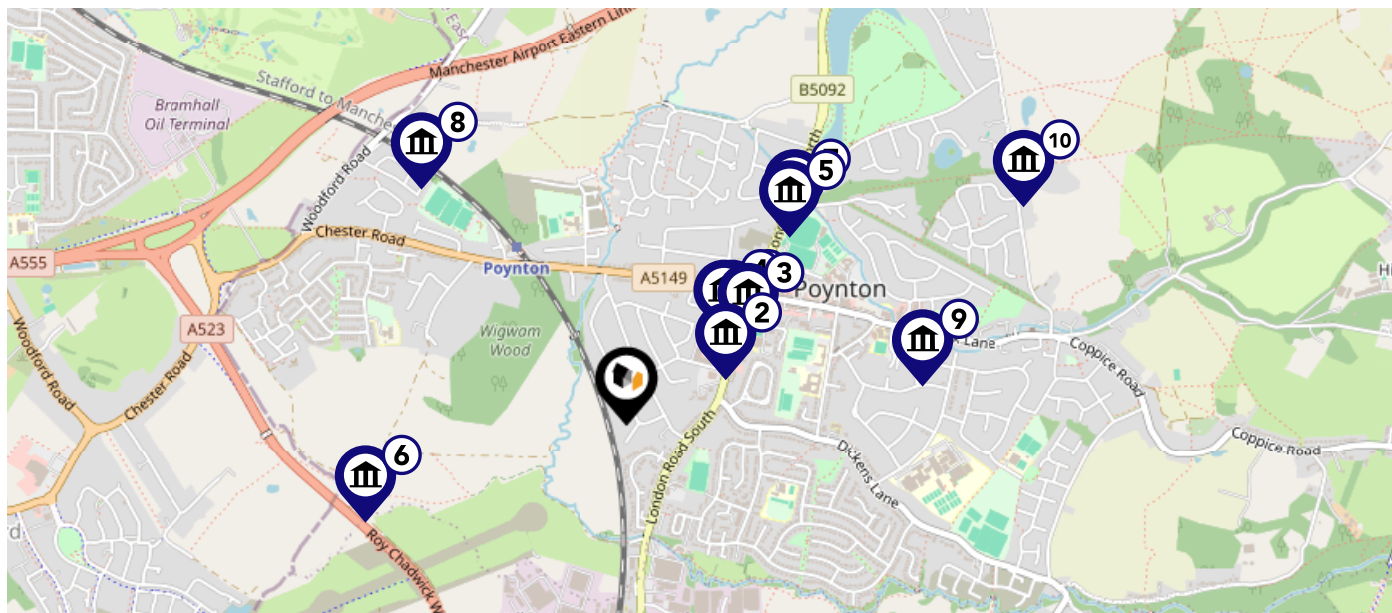 Manchester Airport Eastern Link
Stafford to Manche
Bramhall
Oil Terminal
B5092
8
10
5
Woodford Road
Chester Road
A555
Poynton
A5149
4
3
Poynton
2
9
Lane
A523
Wigwam
Wood
Coppice Road
Woodford Road
Chester Road
London Road South
Dickens Lane
Coppice Road
6
Roy Chadwick W